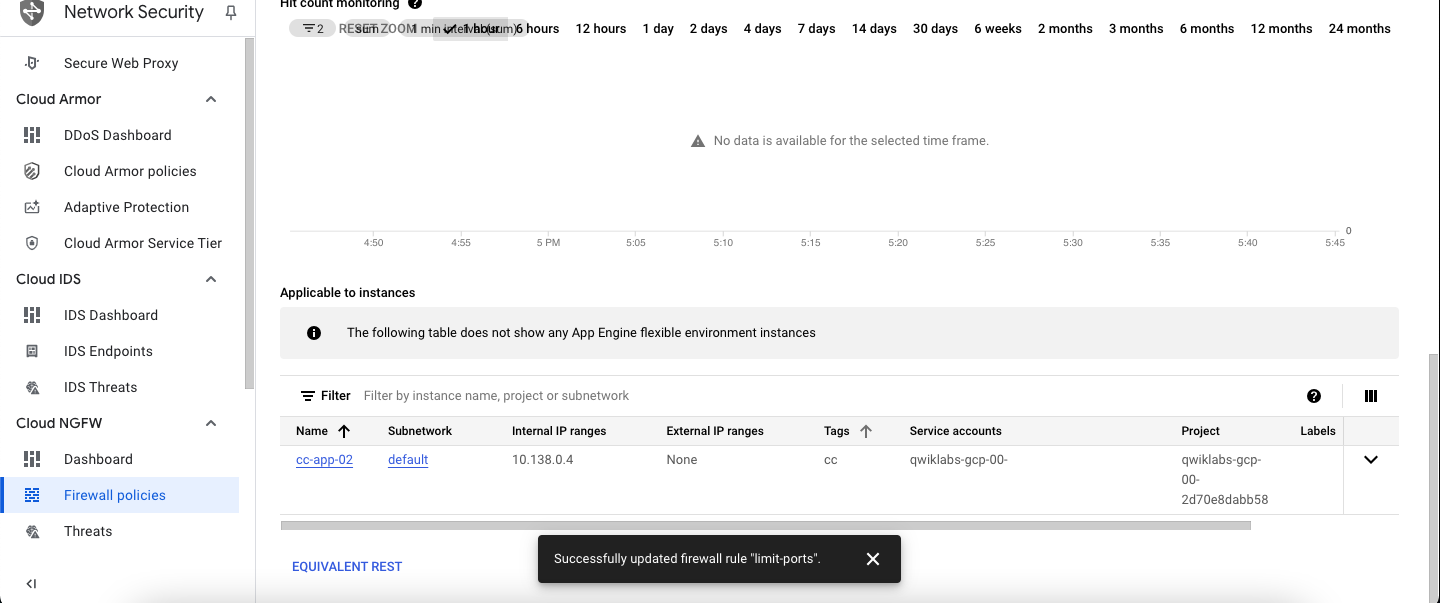 Network Security
Secure Web Proxy
Cloud Armor
DDoS Dashboard
Cloud Armor policies
Adaptive Protection
Cloud Armor Service Tier
Cloud IDS
IDS Dashboard
IDS Endpoints
IDS Threats
Cloud NGFW
Dashboard
Firewall policies
Threats
Hit count monitoring
2 RESET ZOOM sum 1 min interval (sum) 1 hour 6 hours 12 hours 1 day 2 days 4 days 7 days 14 days 30 days 6 weeks 2 months 3 months 6 months 12 months 24 months
No data is available for the selected time frame.
0
4:50 4:55 5 PM 5:05 5:10 5:15 5:20 5:25 5:30 5:35 5:40 5:45
Applicable to instances
The following table does not show any App Engine flexible environment instances
Filter Filter by instance name, project or subnetwork
Name Subnetwork Internal IP ranges External IP ranges Tags Service accounts Project Labels
cc-app-02 default 10.138.0.4 None cc qwiklabs-gcp-00- qwiklabs-gcp-
00-
2d70e8dabb58
Successfully updated firewall rule "limit-ports".
EQUIVALENT REST